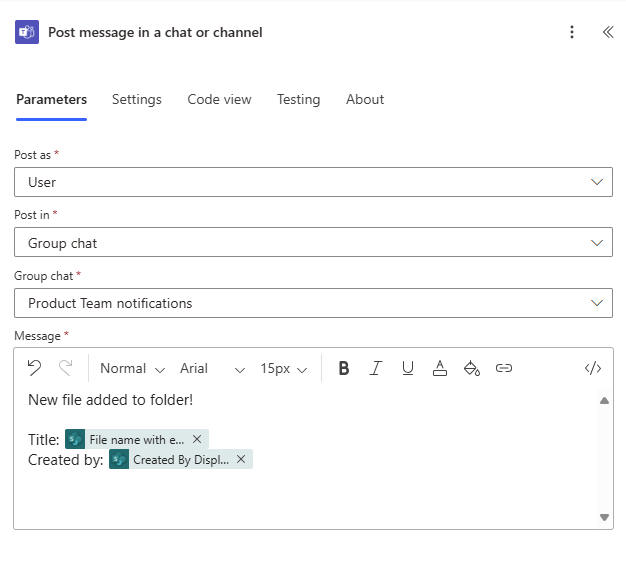 Post message in a chat or channel
Parameters Settings Code view Testing About
Post as *
User
Post in *
Group chat
Group chat *
Product Team notifications
Message *
Normal Arial 15px B I U A </>
New file added to folder!
Title: File name with e... ×
Created by: Created By Displ... ×